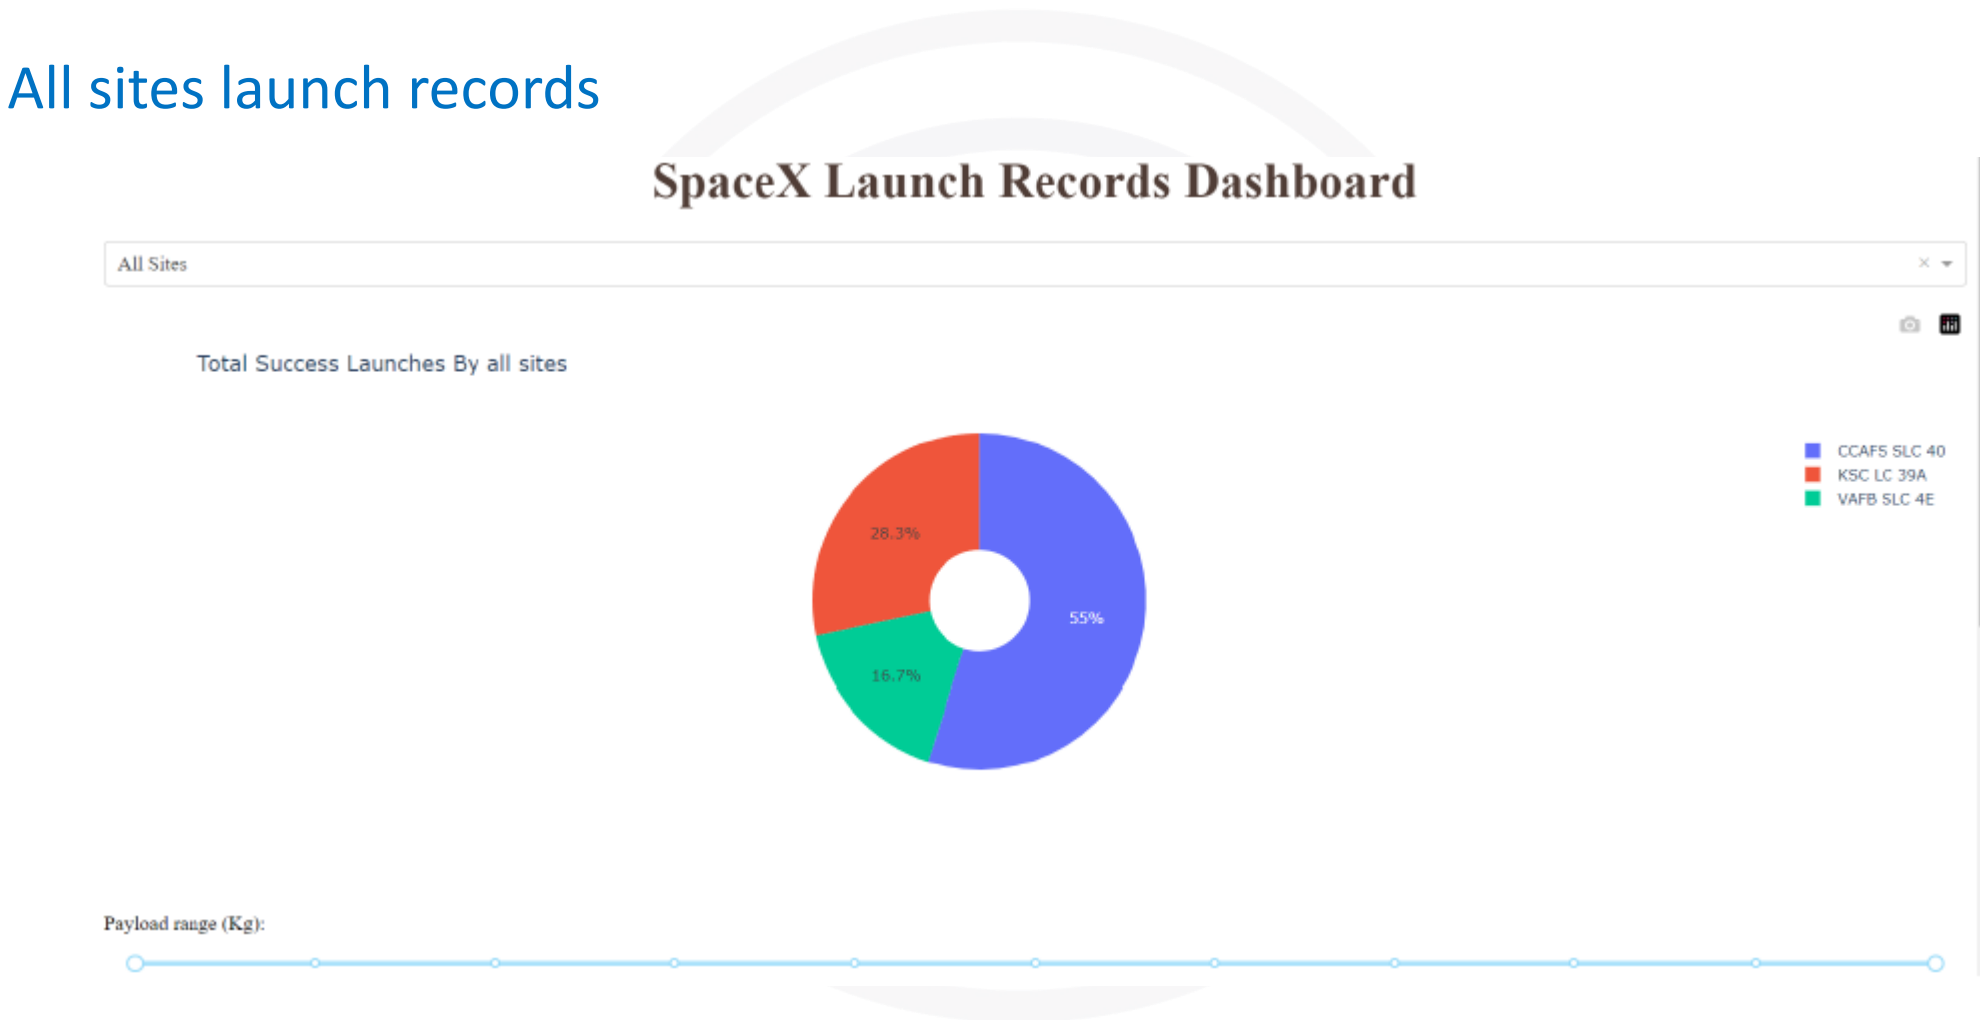 All sites launch records
SpaceX Launch Records Dashboard
All Sites
Total Success Launches By all sites
CCAFS SLC 40
KSC LC 39A
VAFB SLC 4E
28.3%
55%
16.7%
Payload range (Kg):